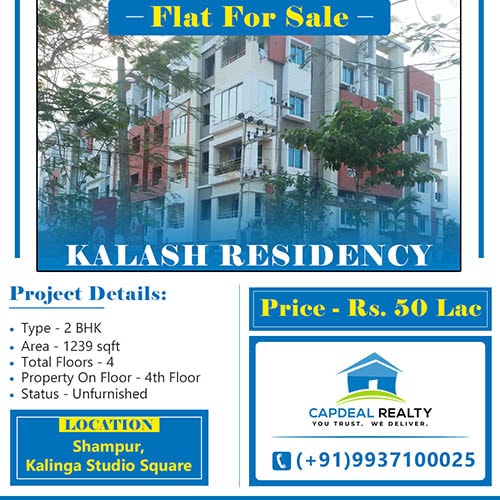 – Flat For Sale –
KALASH RESIDENCY
Project Details:
• Type - 2 BHK
• Area - 1239 sqft
• Total Floors - 4
• Property On Floor - 4th Floor
• Status - Unfurnished
LOCATION
Shampur,
Kalinga Studio Square
Price - Rs. 50 Lac
CAPDEAL REALTY
YOU TRUST. WE DELIVER.
(+91)9937100025